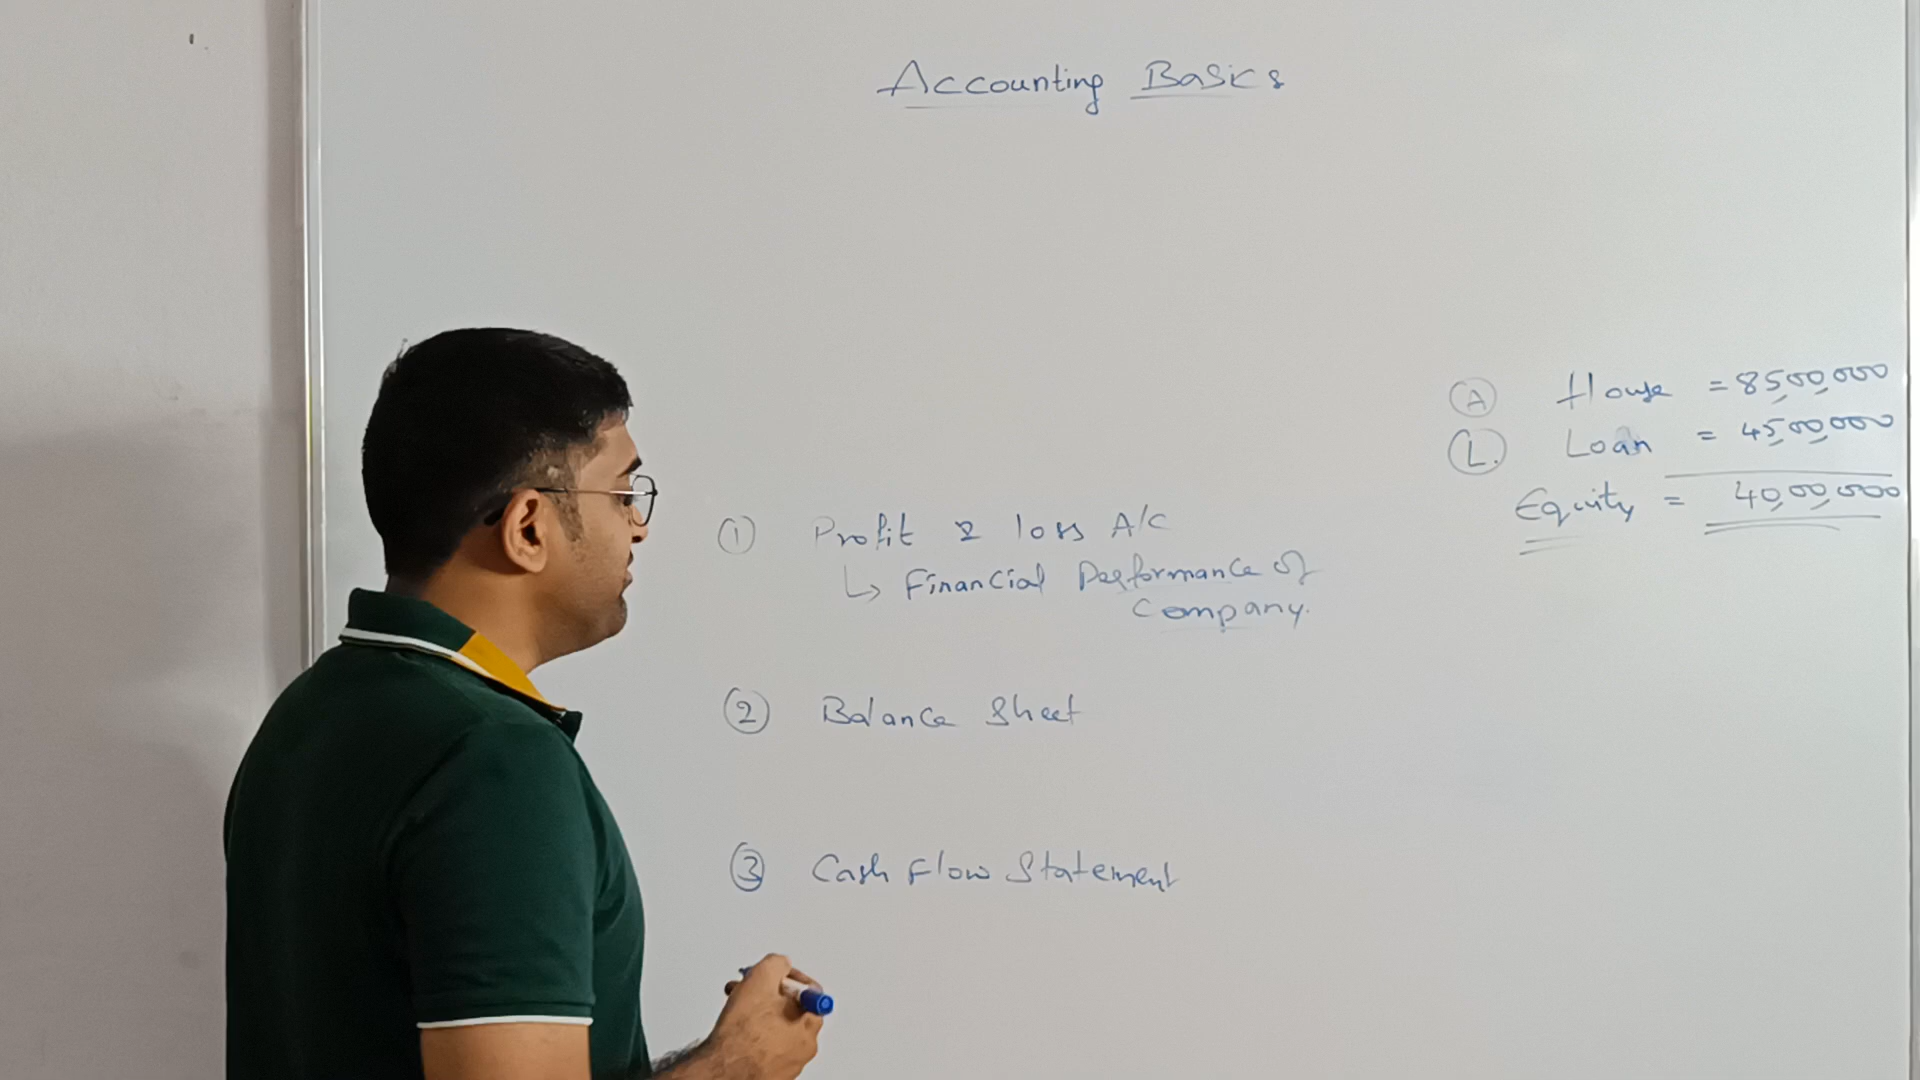 Accounting Basics
① Profit & loss A/C
↳ Financial Performance of
Company.
② Balance Sheet
③ Cash Flow Statement
Ⓐ House = 85,00,000
Ⓛ. Loan = 45,00,000
Equity = 40,00,000